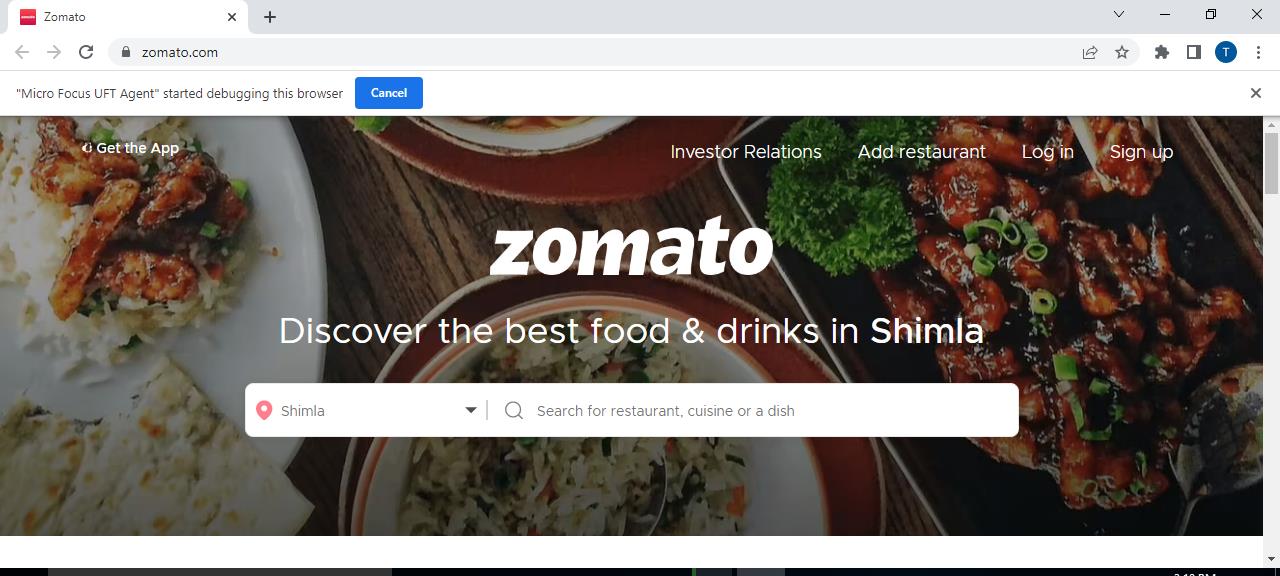 Zomato
zomato.com
T
"Micro Focus UFT Agent" started debugging this browser
Cancel
Get the App
Investor Relations
Add restaurant
Log in
Sign up
zomato
Discover the best food & drinks in Shimla
Shimla
Search for restaurant, cuisine or a dish